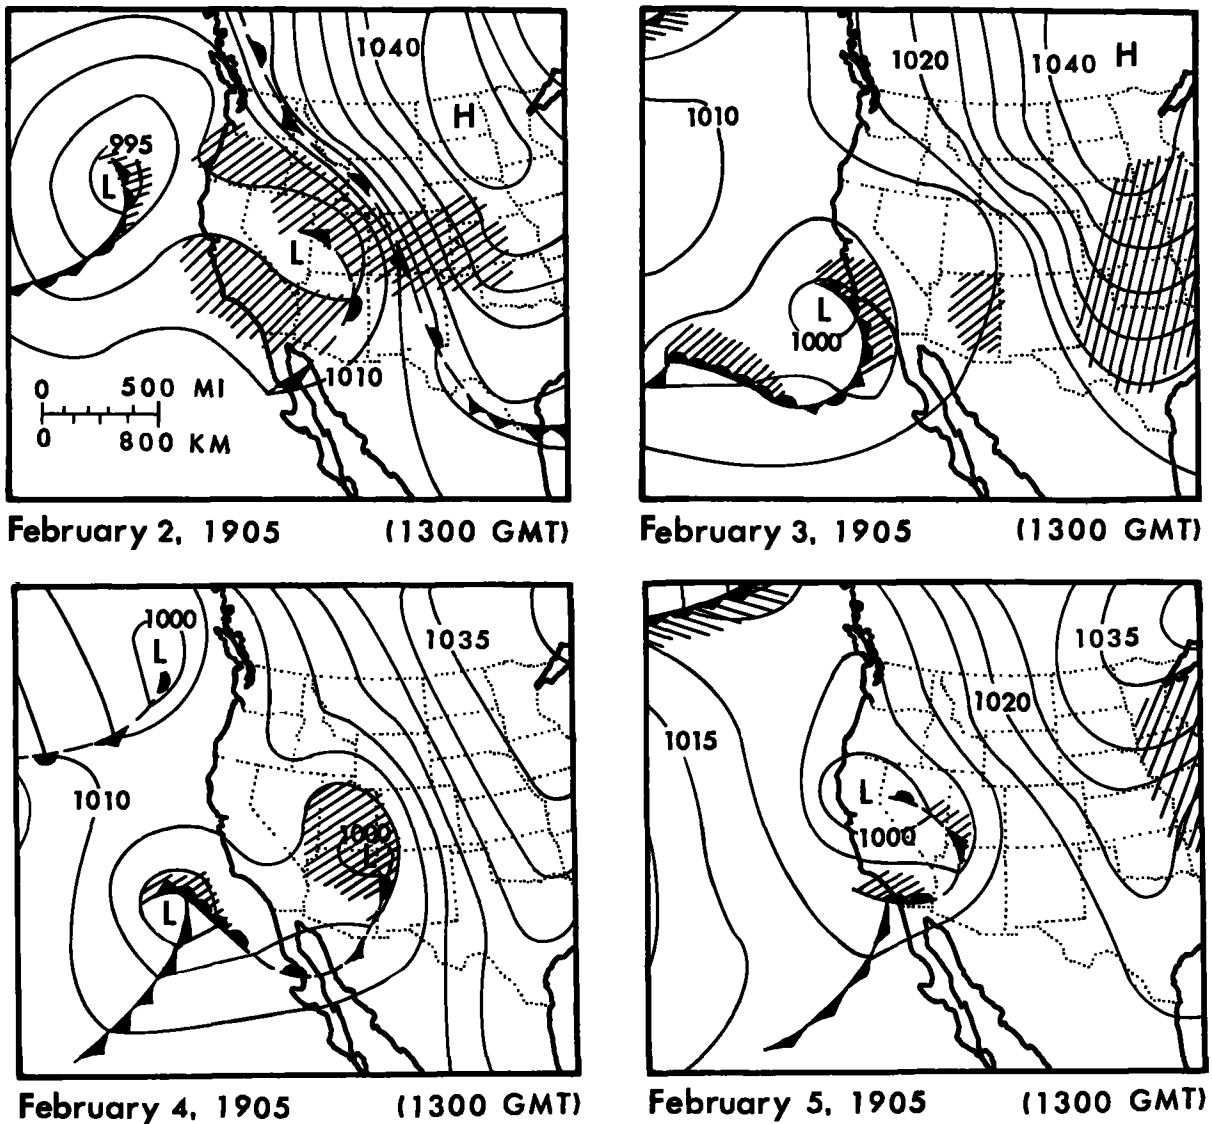 1040
H
995
L
L
1010
0 500 MI
0 800 KM
February 2, 1905 (1300 GMT)
1020
1040 H
1010
L
1000
February 3, 1905 (1300 GMT)
1000
L
1035
1010
1000
L
L
February 4, 1905 (1300 GMT)
1035
1020
1015
L
1000
February 5, 1905 (1300 GMT)